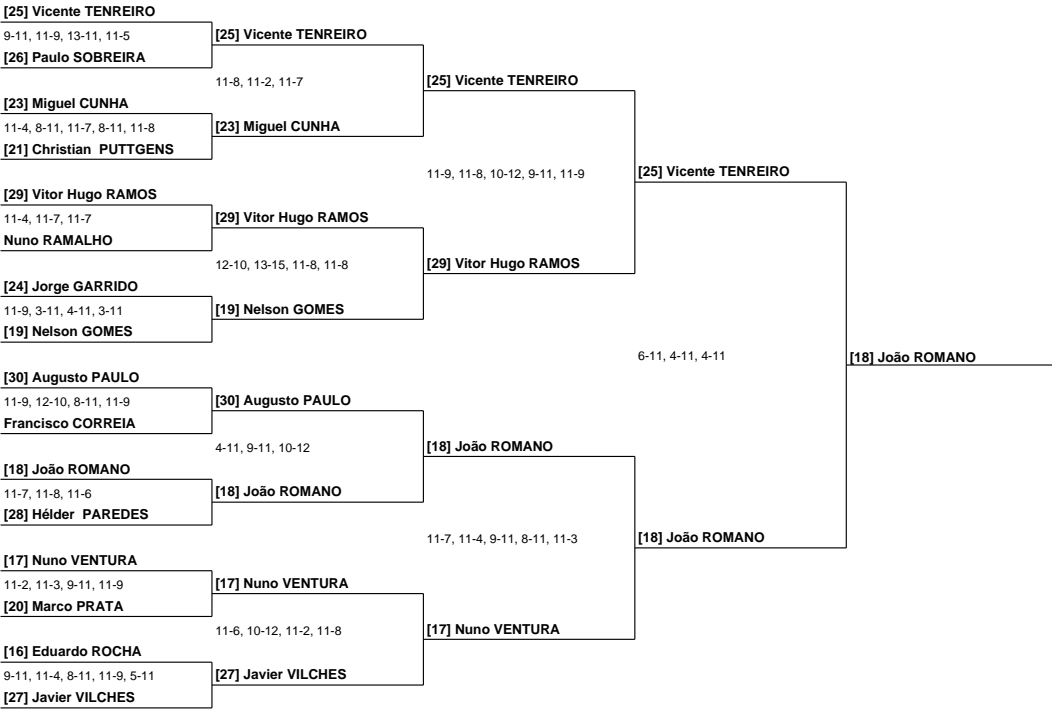 [25] Vicente TENREIRO
9-11, 11-9, 13-11, 11-5
[25] Vicente TENREIRO
[26] Paulo SOBREIRA
11-8, 11-2, 11-7
[25] Vicente TENREIRO
[23] Miguel CUNHA
11-4, 8-11, 11-7, 8-11, 11-8
[23] Miguel CUNHA
[21] Christian  PUTTGENS
11-9, 11-8, 10-12, 9-11, 11-9
[25] Vicente TENREIRO
[29] Vitor Hugo RAMOS
11-4, 11-7, 11-7
[29] Vitor Hugo RAMOS
Nuno RAMALHO
12-10, 13-15, 11-8, 11-8
[29] Vitor Hugo RAMOS
[24] Jorge GARRIDO
11-9, 3-11, 4-11, 3-11
[19] Nelson GOMES
[19] Nelson GOMES
6-11, 4-11, 4-11
[18] João ROMANO
[30] Augusto PAULO
11-9, 12-10, 8-11, 11-9
[30] Augusto PAULO
Francisco CORREIA
4-11, 9-11, 10-12
[18] João ROMANO
[18] João ROMANO
11-7, 11-8, 11-6
[18] João ROMANO
[28] Hélder  PAREDES
11-7, 11-4, 9-11, 8-11, 11-3
[18] João ROMANO
[17] Nuno VENTURA
11-2, 11-3, 9-11, 11-9
[17] Nuno VENTURA
[20] Marco PRATA
11-6, 10-12, 11-2, 11-8
[17] Nuno VENTURA
[16] Eduardo ROCHA
9-11, 11-4, 8-11, 11-9, 5-11
[27] Javier VILCHES
[27] Javier VILCHES